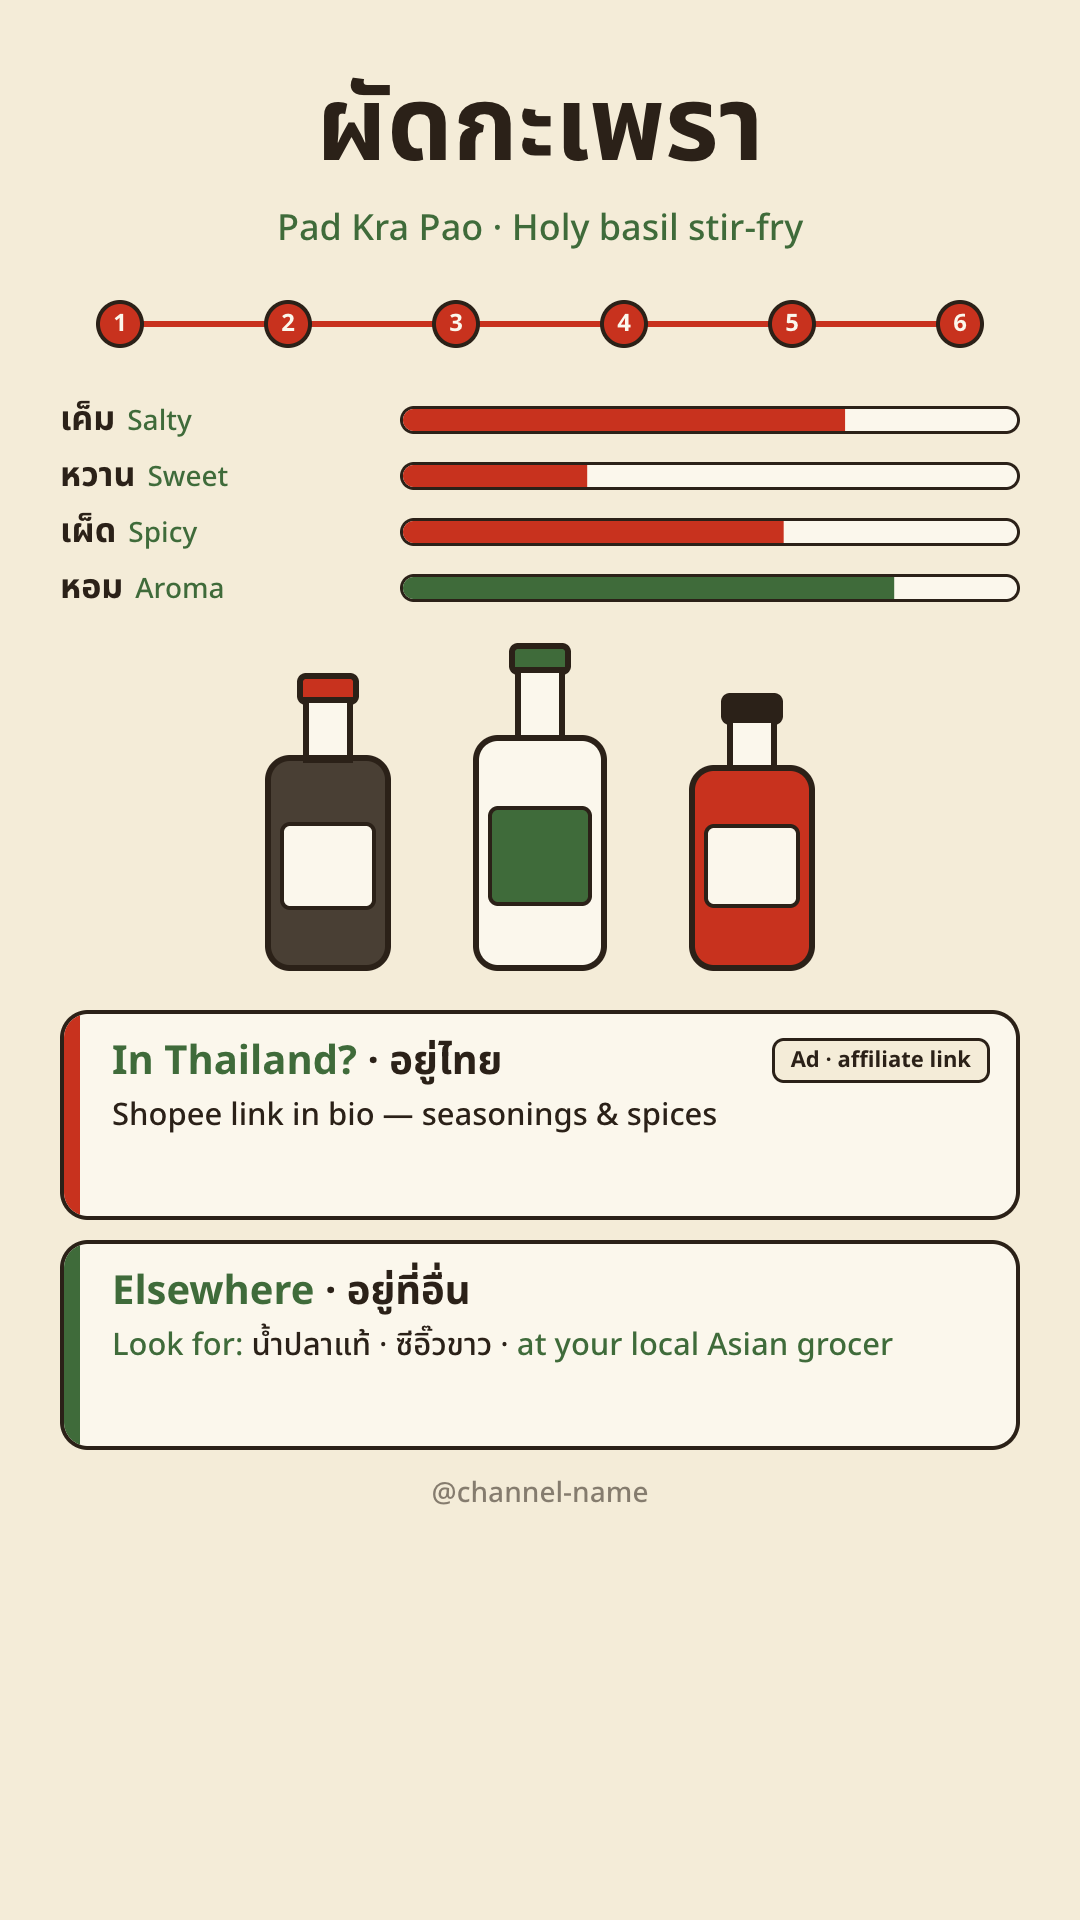 ผัดกะเพรา
Pad Kra Pao · Holy basil stir-fry
1 2 3 4 5 6
เค็ม Salty
หวาน Sweet
เผ็ด Spicy
หอม Aroma
In Thailand? · อยู่ไทย
Ad · affiliate link
Shopee link in bio — seasonings & spices
Elsewhere · อยู่ที่อื่น
Look for: น้ำปลาแท้ · ซีอิ๊วขาว · at your local Asian grocer
@channel-name